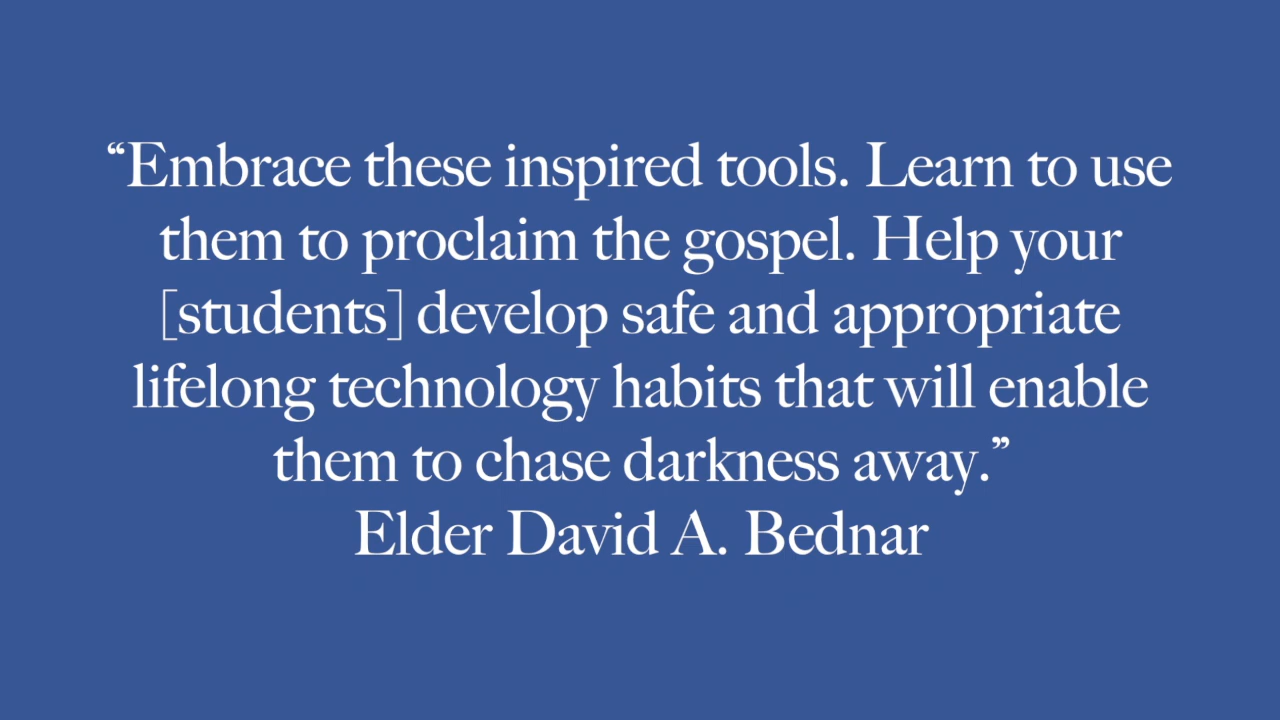 “Embrace these inspired tools. Learn to use
them to proclaim the gospel. Help your
[students] develop safe and appropriate
lifelong technology habits that will enable
them to chase darkness away.”
Elder David A. Bednar